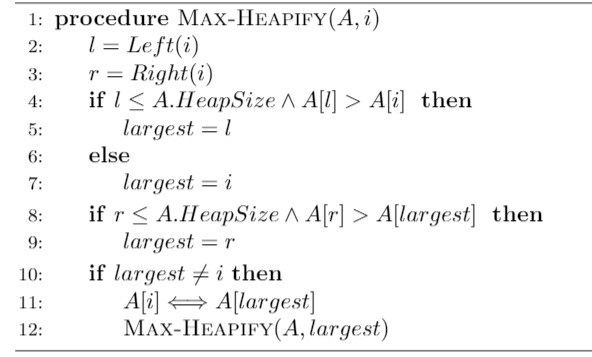 1: procedure MAX-HEAPIFY(A, i)
2: l = Left(i)
3: r = Right(i)
4: if l ≤ A.HeapSize ∧ A[l] > A[i] then
5: largest = l
6: else
7: largest = i
8: if r ≤ A.HeapSize ∧ A[r] > A[largest] then
9: largest = r
10: if largest ≠ i then
11: A[i] ⟺ A[largest]
12: MAX-HEAPIFY(A, largest)